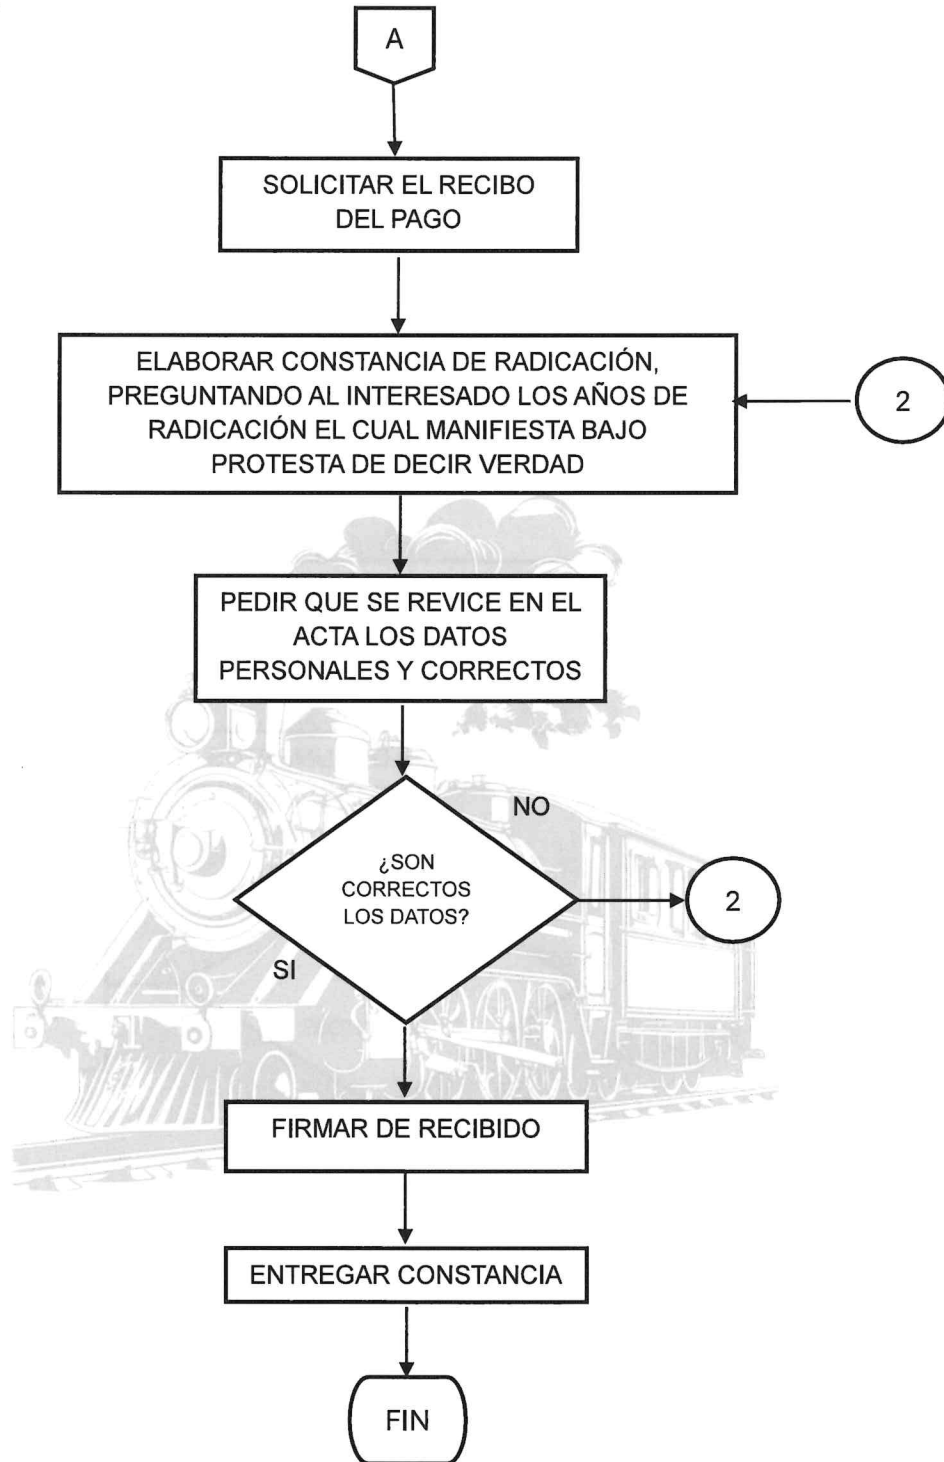 A
SOLICITAR EL RECIBO
DEL PAGO
ELABORAR CONSTANCIA DE RADICACIÓN,
PREGUNTANDO AL INTERESADO LOS AÑOS DE
RADICACIÓN EL CUAL MANIFIESTA BAJO
PROTESTA DE DECIR VERDAD
2
PEDIR QUE SE REVICE EN EL
ACTA LOS DATOS
PERSONALES Y CORRECTOS
NO
¿SON
CORRECTOS
LOS DATOS?
2
SI
FIRMAR DE RECIBIDO
ENTREGAR CONSTANCIA
FIN